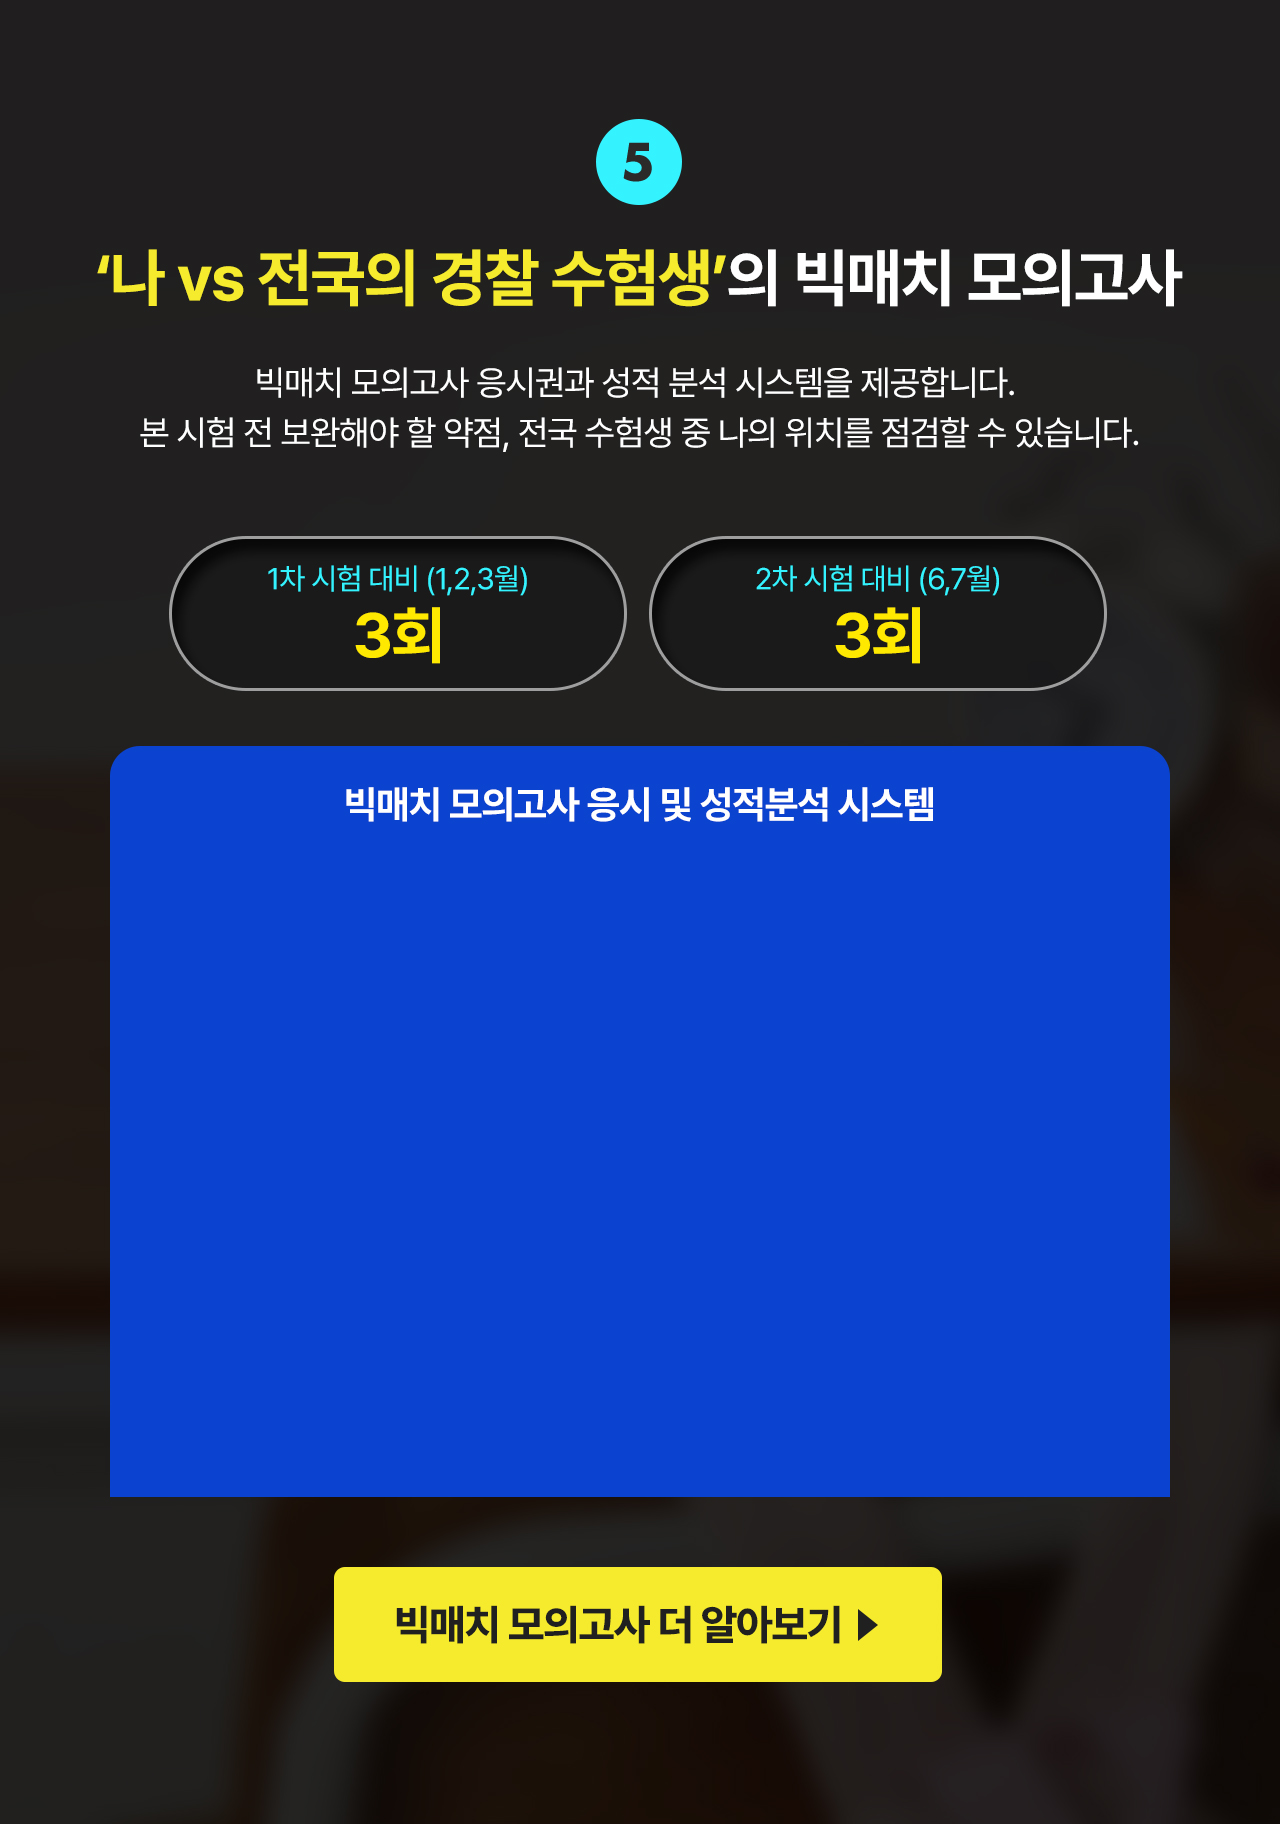 5
‘나 vs 전국의 경찰 수험생’의 빅매치 모의고사
빅매치 모의고사 응시권과 성적 분석 시스템을 제공합니다.
본 시험 전 보완해야 할 약점, 전국 수험생 중 나의 위치를 점검할 수 있습니다.
1차 시험 대비 (1,2,3월)
3회
2차 시험 대비 (6,7월)
3회
빅매치 모의고사 응시 및 성적분석 시스템
빅매치 모의고사 더 알아보기